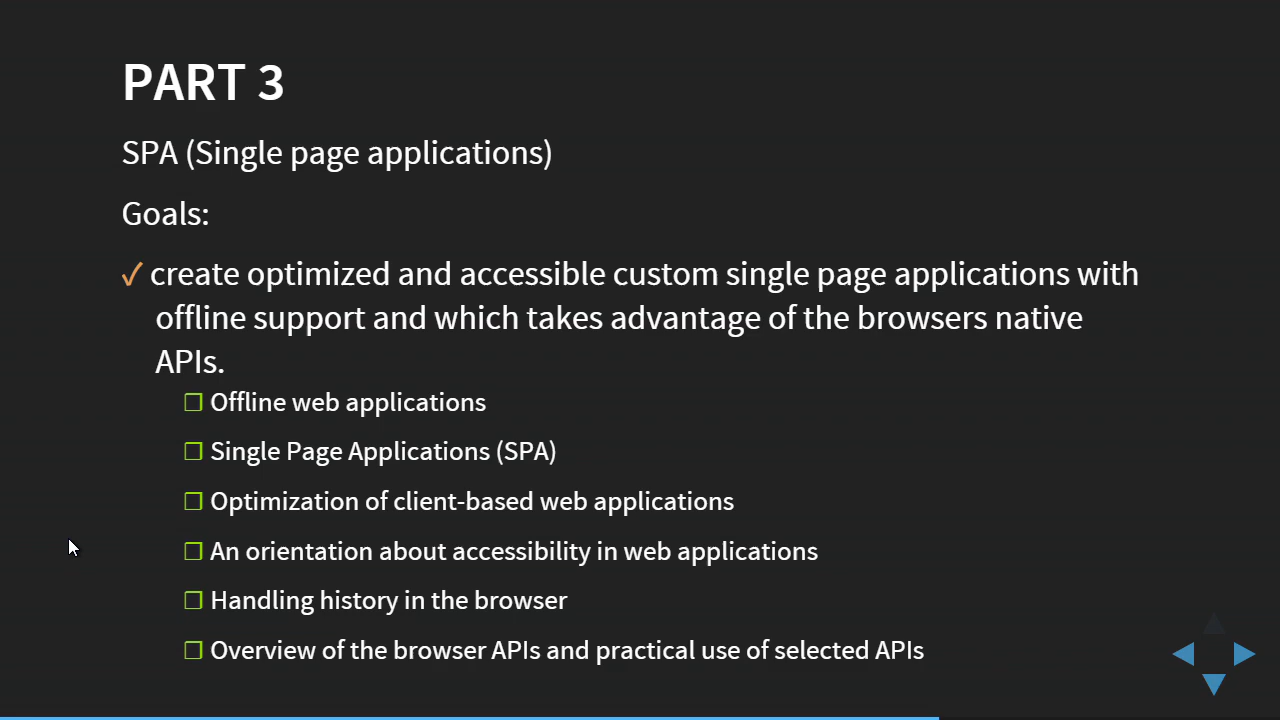 PART 3
SPA (Single page applications)
Goals:
✓ create optimized and accessible custom single page applications with
offline support and which takes advantage of the browsers native
APIs.
❐ Offline web applications
❐ Single Page Applications (SPA)
❐ Optimization of client-based web applications
❐ An orientation about accessibility in web applications
❐ Handling history in the browser
❐ Overview of the browser APIs and practical use of selected APIs